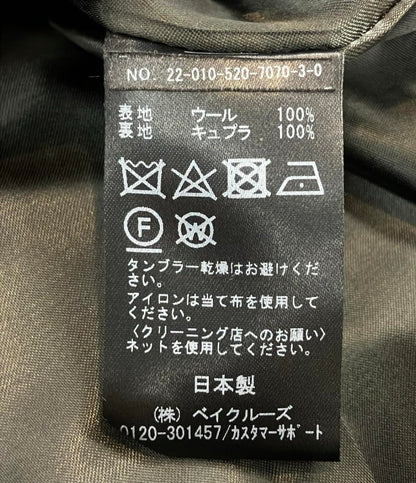 NO. 22-010-520-7070-3-0
表地 ウール 100%
裏地 キュプラ 100%
F W
タンブラー乾燥はお避けくだ
さい。
アイロンは当て布を使用して
ください。
〈クリーニング店へのお願い〉
ネットを使用してください。
日本製
(株) ベイクルーズ
0120-301457/カスタマーサポート